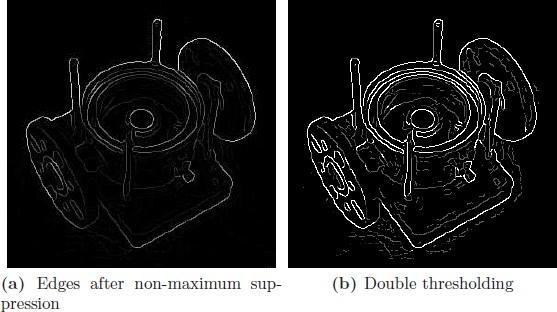 (a) Edges after non-maximum sup-
pression
(b) Double thresholding